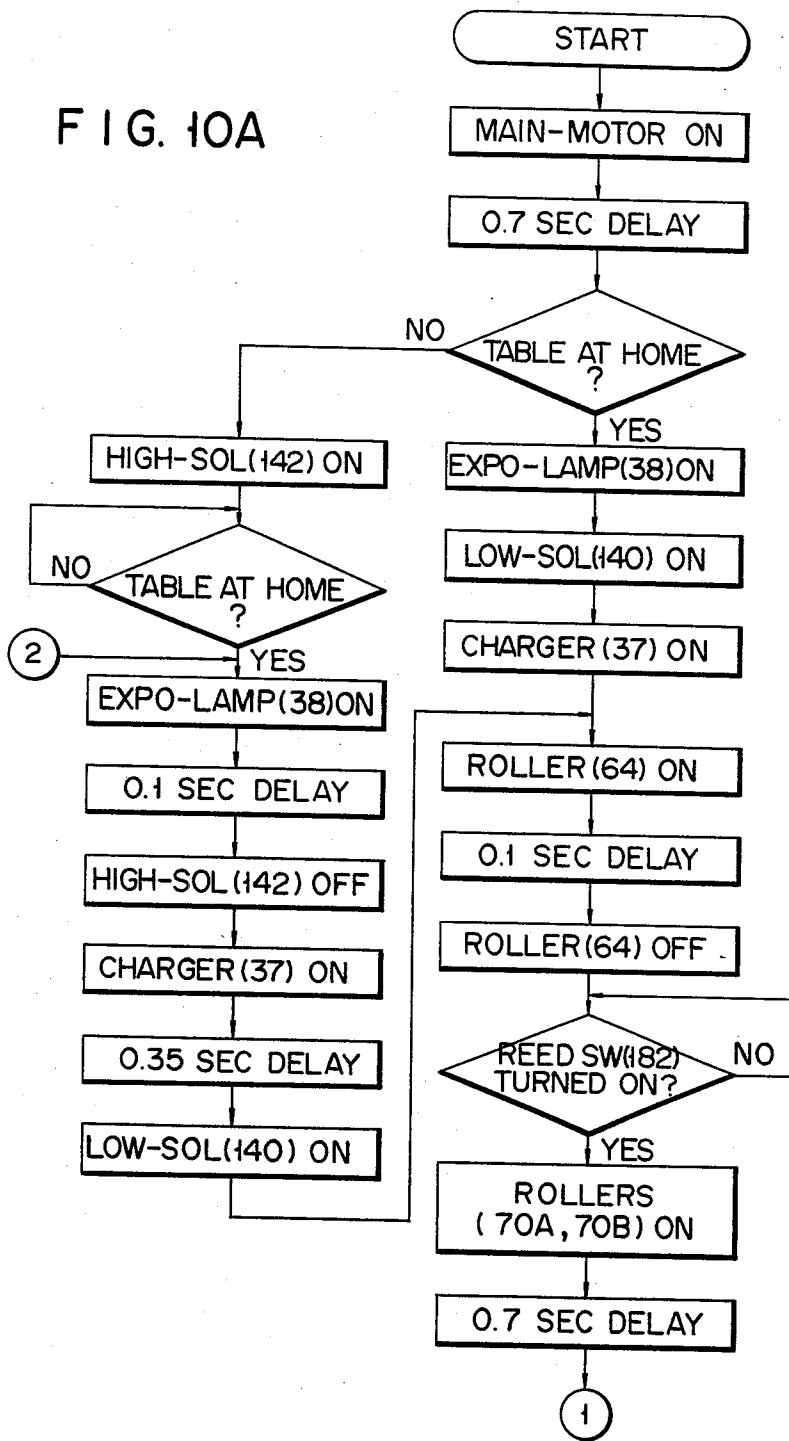 FIG. 10A
START
MAIN-MOTOR ON
0.7 SEC DELAY
TABLE AT HOME
?
NO
YES
HIGH-SOL(142) ON
TABLE AT HOME
?
NO
YES
2
EXPO-LAMP(38)ON
0.1 SEC DELAY
HIGH-SOL(142) OFF
CHARGER(37) ON
0.35 SEC DELAY
LOW-SOL(140) ON
EXPO-LAMP(38)ON
LOW-SOL(140) ON
CHARGER(37) ON
ROLLER(64) ON
0.1 SEC DELAY
ROLLER(64) OFF
REED SW(182)
TURNED ON?
NO
YES
ROLLERS
(70A,70B) ON
0.7 SEC DELAY
1